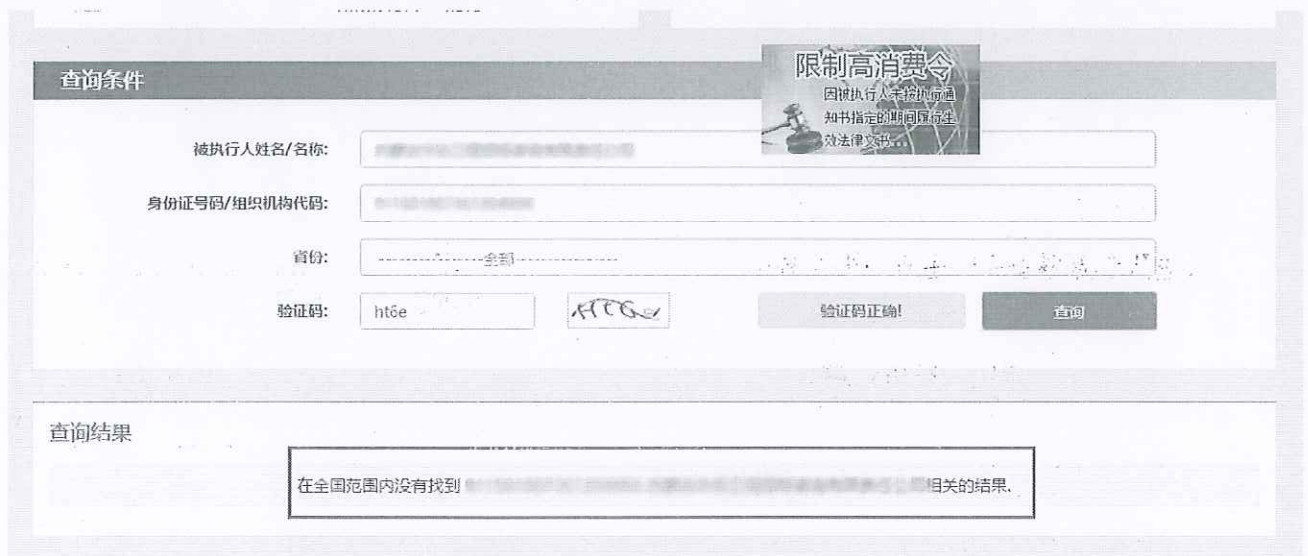 查询条件
限制高消费令
因被执行人未按执行通
知书指定的期间履行生
效法律文书...
被执行人姓名/名称:
身份证号码/组织机构代码:
省份: --------------------全部--------------------
验证码: ht6e 验证码正确! 查询
查询结果
在全国范围内没有找到 相关的结果.